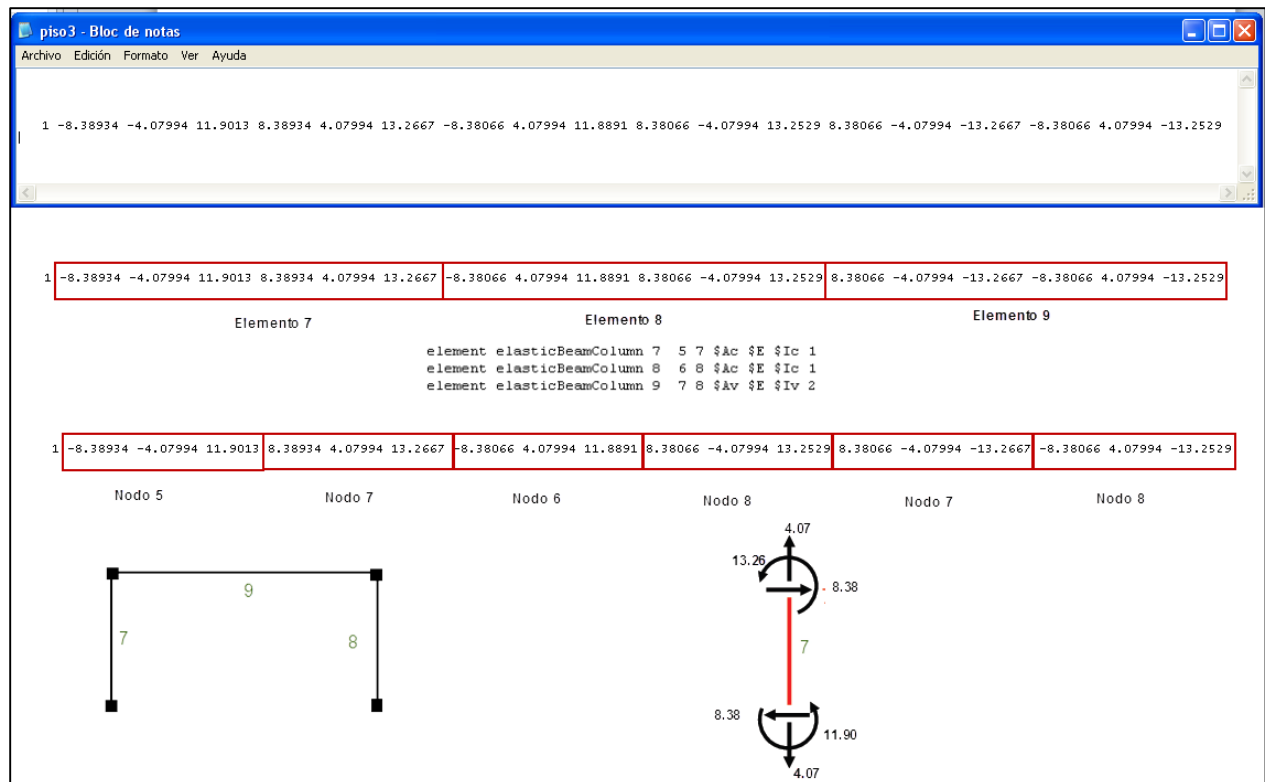 piso3 - Bloc de notas
Archivo Edición Formato Ver Ayuda
1 -8.38934 -4.07994 11.9013 8.38934 4.07994 13.2667 -8.38066 4.07994 11.8891 8.38066 -4.07994 13.2529 8.38066 -4.07994 -13.2667 -8.38066 4.07994 -13.2529
1 -8.38934 -4.07994 11.9013 8.38934 4.07994 13.2667 -8.38066 4.07994 11.8891 8.38066 -4.07994 13.2529 8.38066 -4.07994 -13.2667 -8.38066 4.07994 -13.2529
Elemento 7 Elemento 8 Elemento 9
element elasticBeamColumn 7 5 7 $Ac $E $Ic 1
element elasticBeamColumn 8 6 8 $Ac $E $Ic 1
element elasticBeamColumn 9 7 8 $Av $E $Iv 2
1 -8.38934 -4.07994 11.9013 8.38934 4.07994 13.2667 -8.38066 4.07994 11.8891 8.38066 -4.07994 13.2529 8.38066 -4.07994 -13.2667 -8.38066 4.07994 -13.2529
Nodo 5 Nodo 7 Nodo 6 Nodo 8 Nodo 7 Nodo 8
9
7
8
4.07
13.26
8.38
7
8.38
11.90
4.07